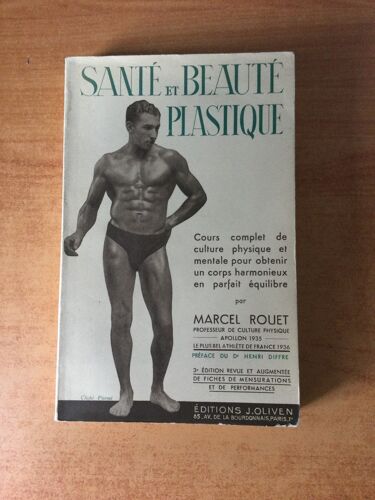 SANTÉ ET BEAUTÉ
PLASTIQUE
Cours complet de
culture physique et
mentale pour obtenir
un corps harmonieux
en parfait équilibre
par
MARCEL ROUET
PROFESSEUR DE CULTURE PHYSIQUE
APOLLON 1935
LE PLUS BEL ATHLÈTE DE FRANCE 1936
PRÉFACE DU Dr HENRI DIFFRE
3e ÉDITION REVUE ET AUGMENTÉE
DE FICHES DE MENSURATIONS
ET DE PERFORMANCES
Cliché
ÉDITIONS J. OLIVEN
65, AV. DE LA BOURDONNAIS, PARIS, 7e